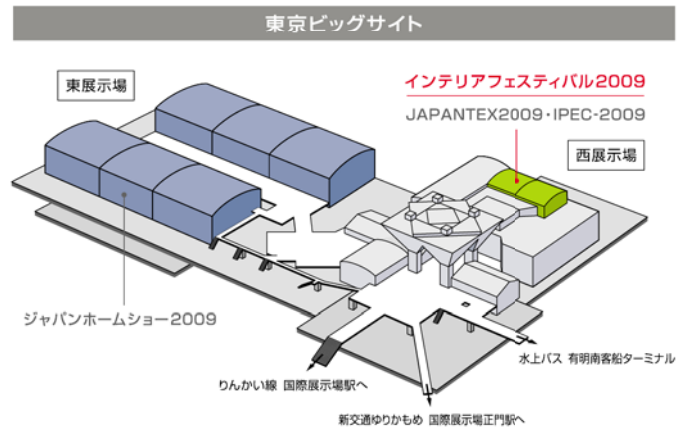 東京ビッグサイト
東展示場
インテリアフェスティバル2009
JAPANTEX2009・IPEC-2009
西展示場
ジャパンホームショー2009
水上バス 有明南客船ターミナル
りんかい線 国際展示場駅へ
新交通ゆりかもめ 国際展示場正門駅へ